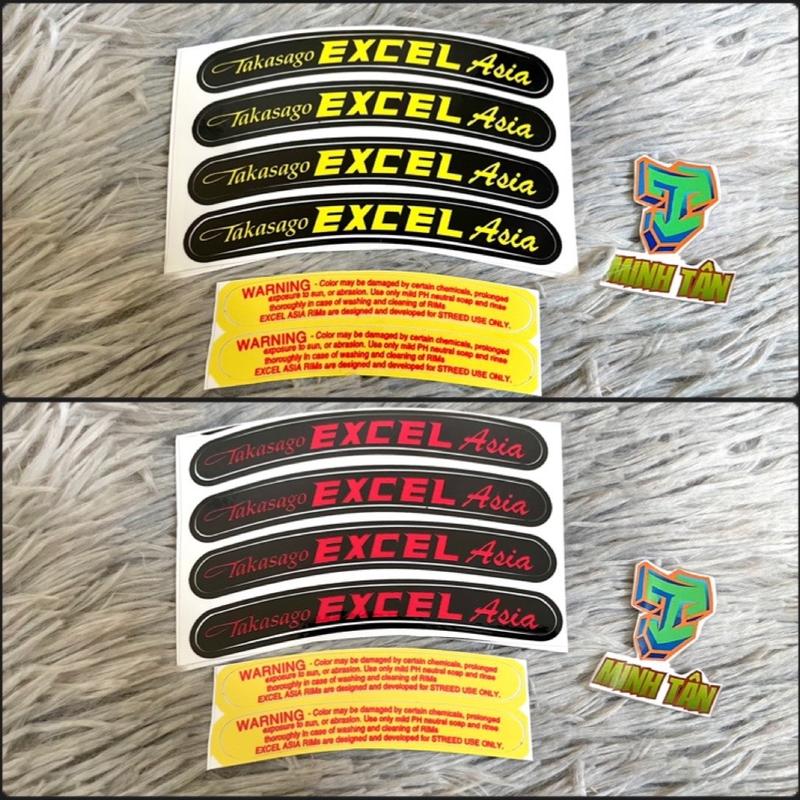 Takasago EXCEL Asia
Takasago EXCEL Asia
Takasago EXCEL Asia
Takasago EXCEL Asia
MINH TÂN
WARNING - Color may be damaged by certain chemicals, prolonged
exposure to sun, or abrasion. Use only mild PH neutral soap and rinse
thoroughly in case of washing and cleaning of RIMs
EXCEL ASIA RIMs are designed and developed for STREED USE ONLY.
WARNING - Color may be damaged by certain chemicals, prolonged
exposure to sun, or abrasion. Use only mild PH neutral soap and rinse
thoroughly in case of washing and cleaning of RIMs
EXCEL ASIA RIMs are designed and developed for STREED USE ONLY.
Takasago EXCEL Asia
Takasago EXCEL Asia
Takasago EXCEL Asia
Takasago EXCEL Asia
MINH TÂN
WARNING - Color may be damaged by certain chemicals, prolonged
exposure to sun, or abrasion. Use only mild PH neutral soap and rinse
thoroughly in case of washing and cleaning of RIMs
EXCEL ASIA RIMs are designed and developed for STREED USE ONLY.
WARNING - Color may be damaged by certain chemicals, prolonged
exposure to sun, or abrasion. Use only mild PH neutral soap and rinse
thoroughly in case of washing and cleaning of RIMs
EXCEL ASIA RIMs are designed and developed for STREED USE ONLY.